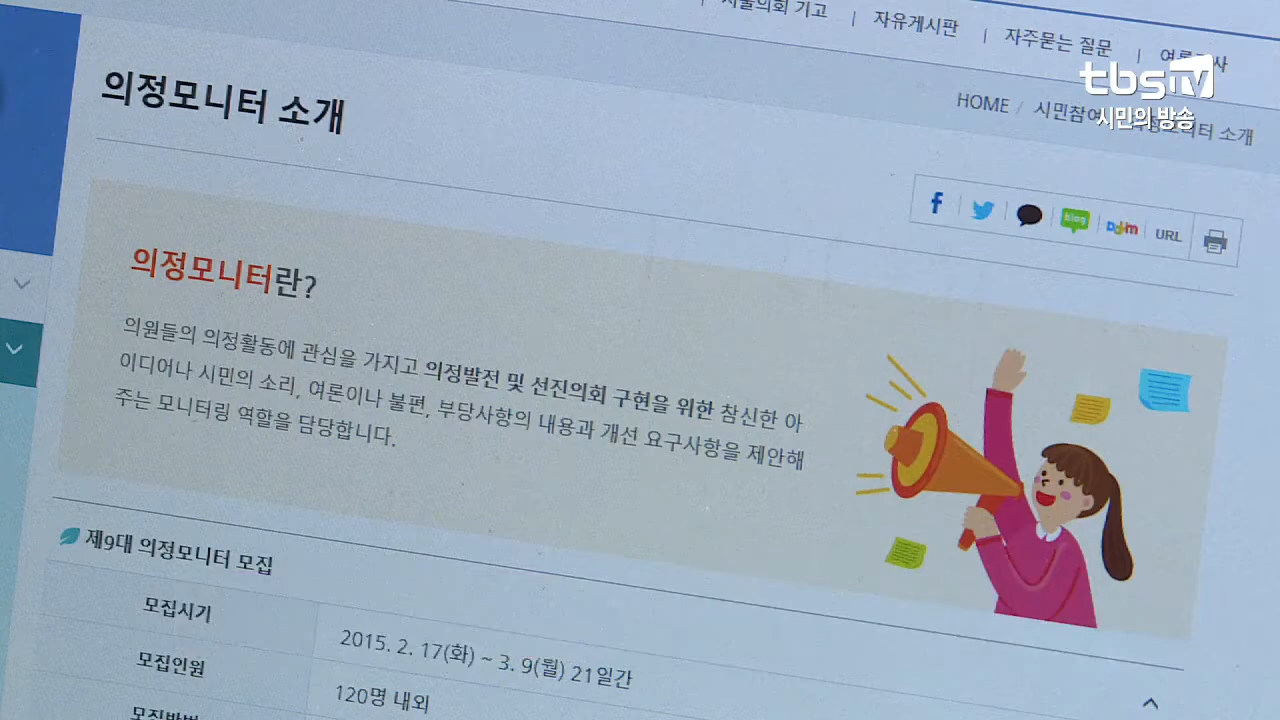 서울의회 기고 | 자유게시판 | 자주묻는 질문 |
tbsTV
시민의 방송
HOME / 시민참여 소개
의정모니터 소개
blog Daum URL
의정모니터란?
의원들의 의정활동에 관심을 가지고 의정발전 및 선진의회 구현을 위한 참신한 아
이디어나 시민의 소리, 여론이나 불편, 부당사항의 내용과 개선 요구사항을 제안해
주는 모니터링 역할을 담당합니다.
제9대 의정모니터 모집
모집시기
2015. 2. 17(화) ~ 3. 9(월) 21일간
모집인원
120명 내외
모집방법